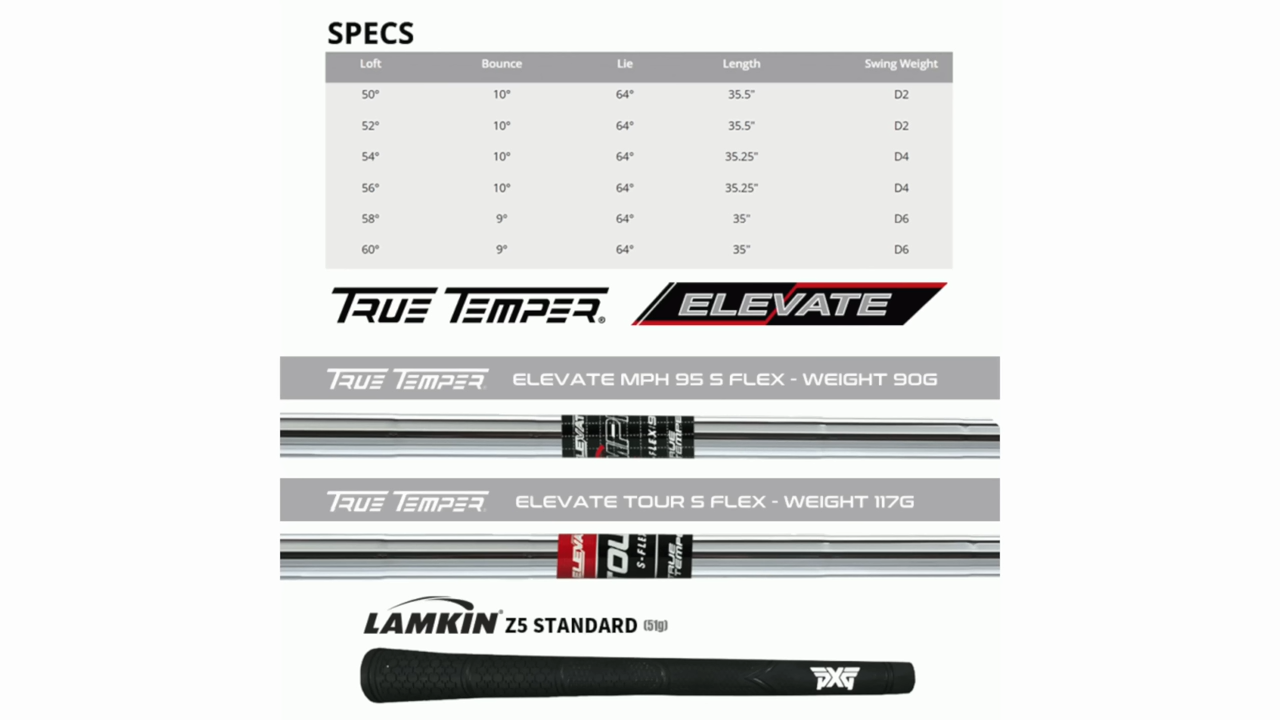 SPECS
Loft Bounce Lie Length Swing Weight
50° 10° 64° 35.5" D2
52° 10° 64° 35.5" D2
54° 10° 64° 35.25" D4
56° 10° 64° 35.25" D4
58° 9° 64° 35" D6
60° 9° 64° 35" D6
TRUE TEMPER® ELEVATE
TRUE TEMPER ELEVATE MPH 95 S FLEX - WEIGHT 90G
TRUE TEMPER ELEVATE TOUR S FLEX - WEIGHT 117G
LAMKIN® Z5 STANDARD (51g)
PXG